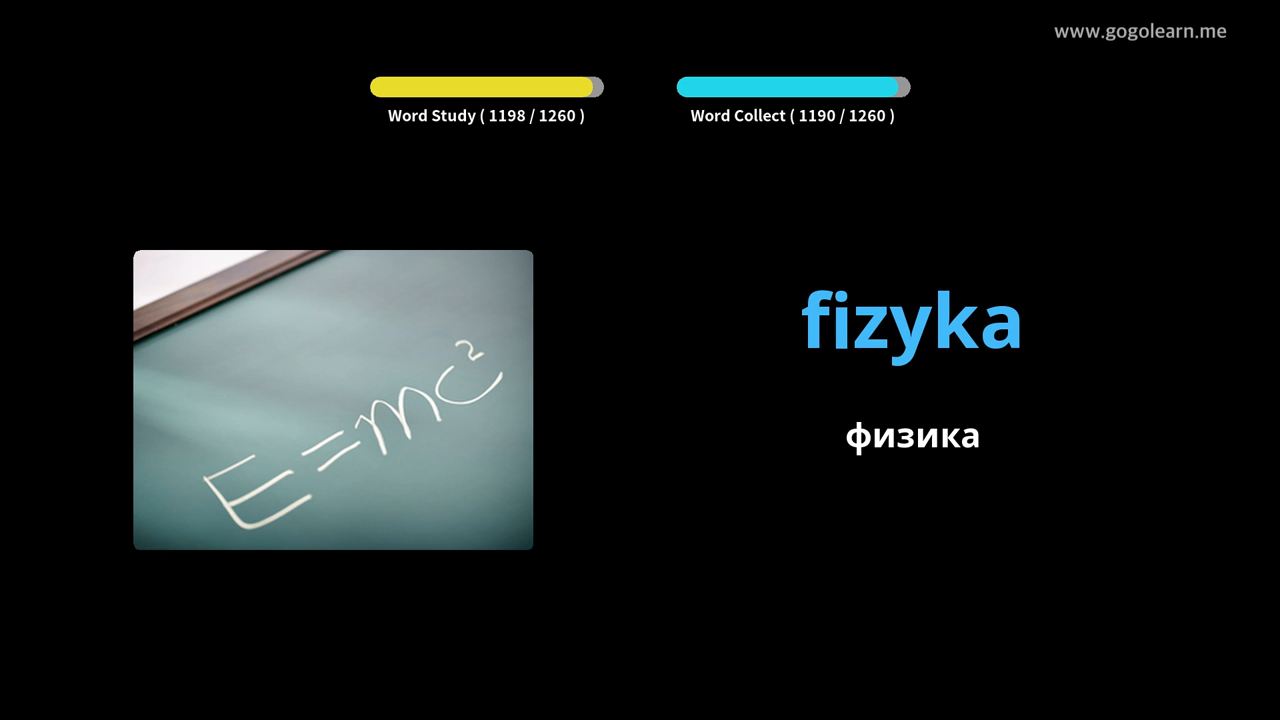 www.gogolearn.me
Word Study ( 1198 / 1260 )
Word Collect ( 1190 / 1260 )
E=mc²
fizyka
физика